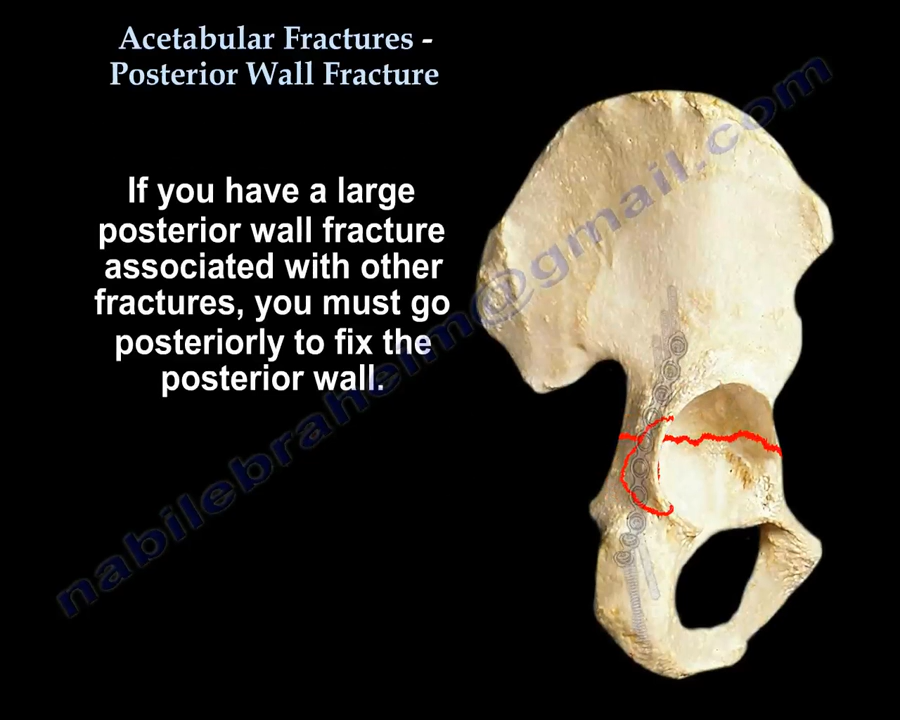 Acetabular Fractures -
Posterior Wall Fracture
If you have a large
posterior wall fracture
associated with other
fractures, you must go
posteriorly to fix the
posterior wall.
nabilebraheim@gmail.com